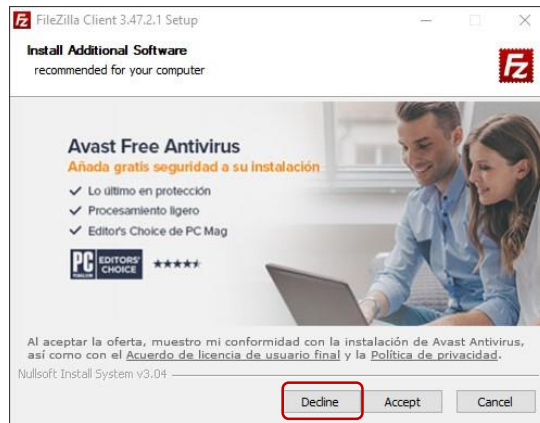 FileZilla Client 3.47.2.1 Setup
Install Additional Software
recommended for your computer
Fz
Avast Free Antivirus
Añada gratis seguridad a su instalación
Lo último en protección
Procesamiento ligero
Editor's Choice de PC Mag
PC EDITORS' CHOICE
Al aceptar la oferta, muestro mi conformidad con la instalación de Avast Antivirus,
así como con el Acuerdo de licencia de usuario final y la Política de privacidad.
Nullsoft Install System v3.04
Decline Accept Cancel